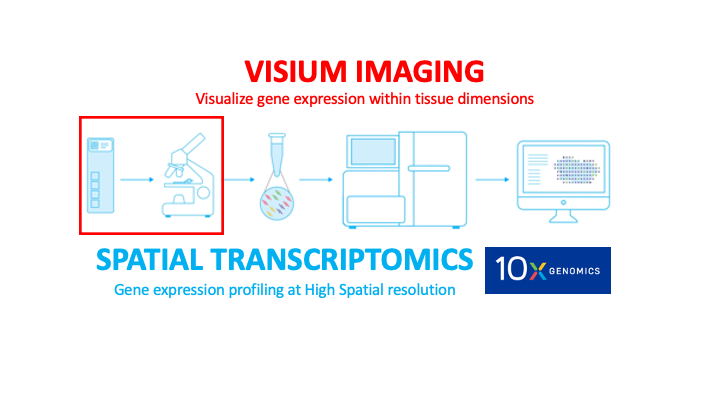 VISIUM IMAGING
Visualize gene expression within tissue dimensions
SPATIAL TRANSCRIPTOMICS
Gene expression profiling at High Spatial resolution
10X GENOMICS